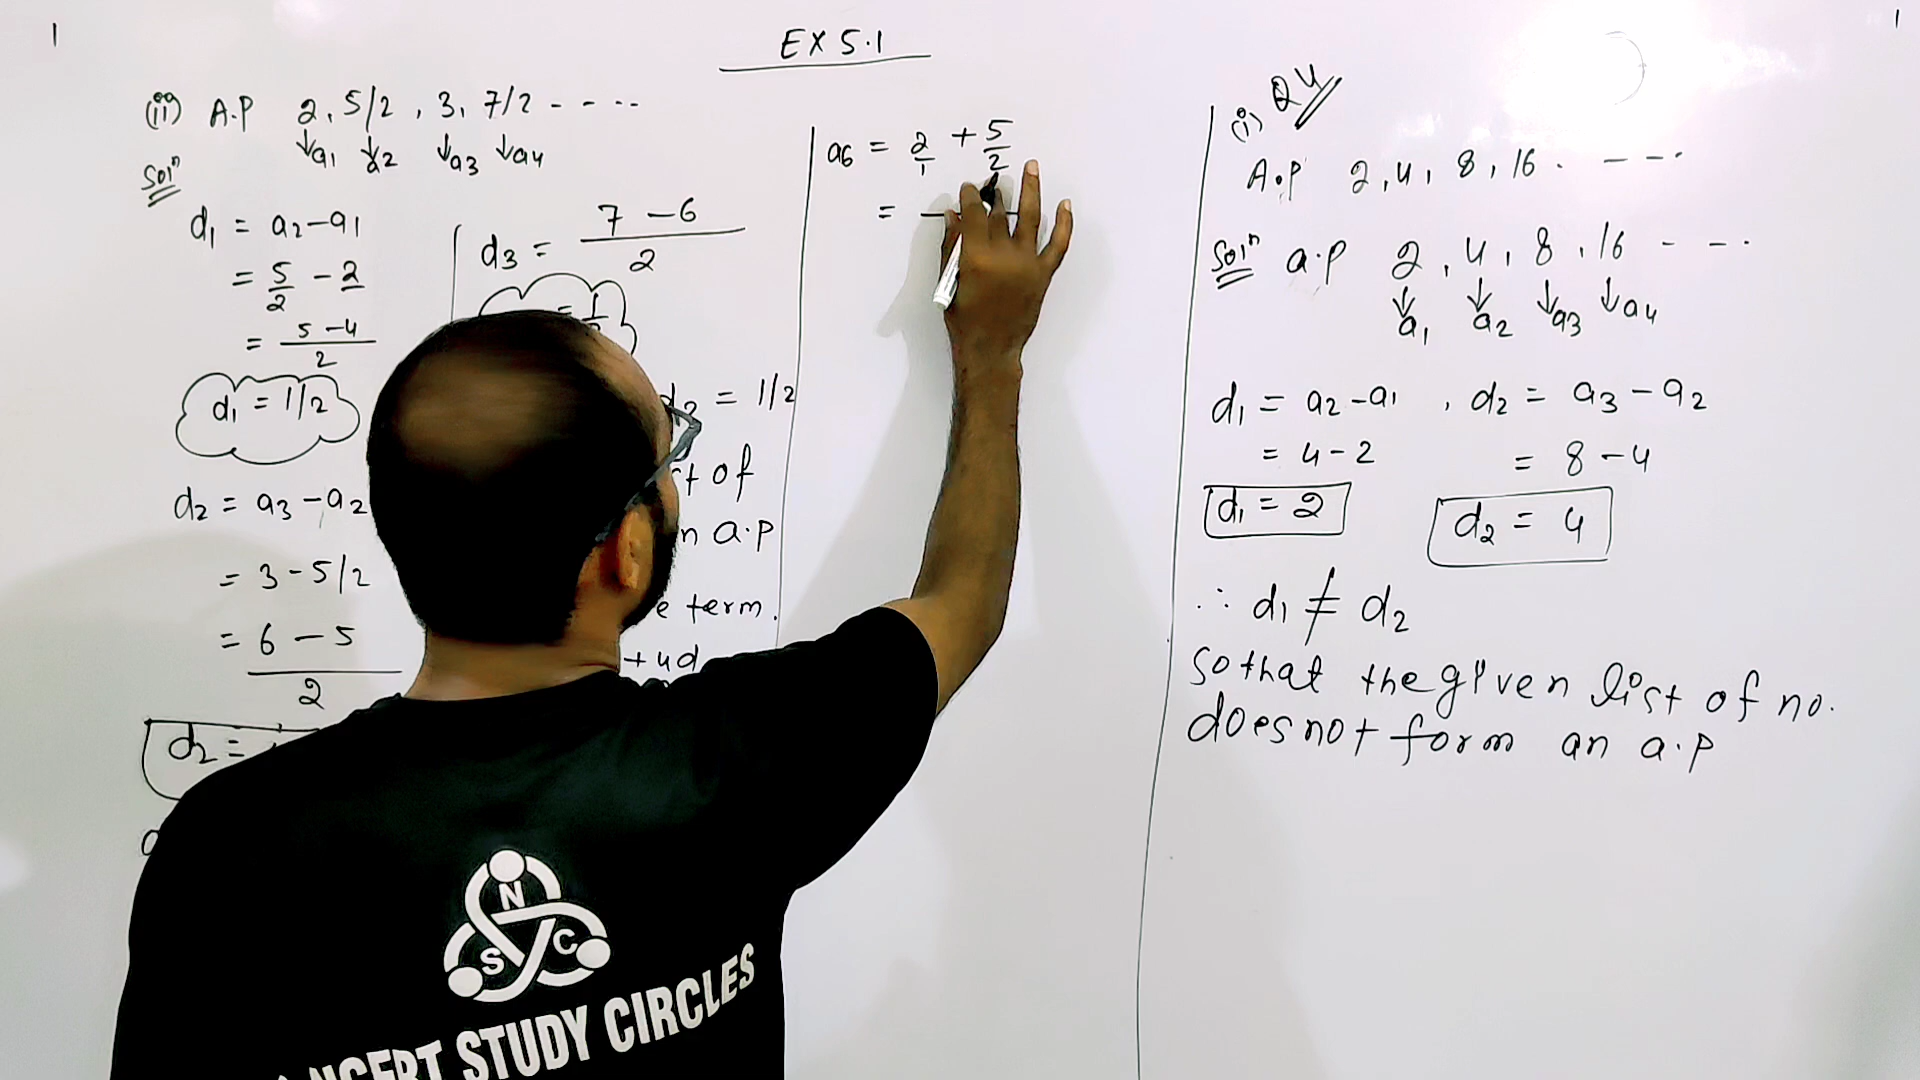 EX 5.1
(ii) A.P 2, 5/2, 3, 7/2 - - - -
↓a1 ↓a2 ↓a3 ↓a4
Solⁿ
d1 = a2-a1
= 5/2 - 2
= 5-4/2
d1 = 1/2
d2 = a3-a2
= 3-5/2
= 6-5/2
d2 =
d3 = 7-6/2
= 1/2
d2 = 1/2
of
a.p
term.
+4d
a6 = 2/1 + 5/2
=
Q4
(i)
A.P 2, 4, 8, 16. - - -
Solⁿ a.p 2, 4, 8, 16 - - -
↓a1 ↓a2 ↓a3 ↓a4
d1 = a2-a1, d2 = a3-a2
= 4-2 = 8-4
d1 = 2 d2 = 4
∴ d1 ≠ d2
so that the given list of no.
does not form an a.p
N
S C
NCERT STUDY CIRCLES
1
1